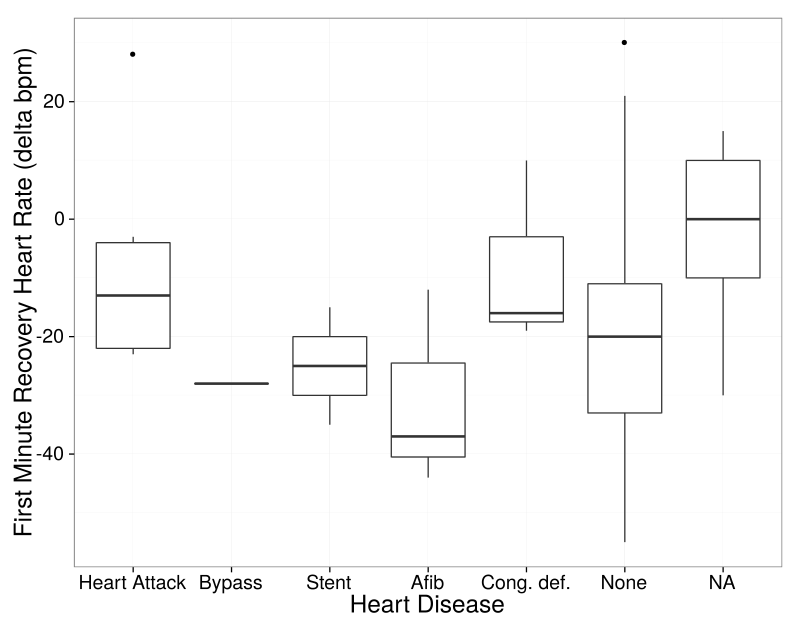 First Minute Recovery Heart Rate (delta bpm)
20
0
-20
-40
Heart Attack Bypass Stent Afib Cong. def. None NA
Heart Disease